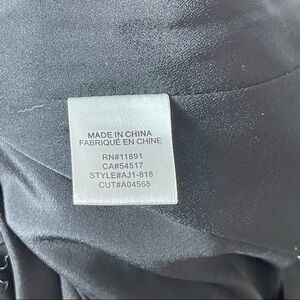 MADE IN CHINA
FABRIQUÉ EN CHINE
RN#11891
CA#54517
STYLE#AJ1-818
CUT#A04568